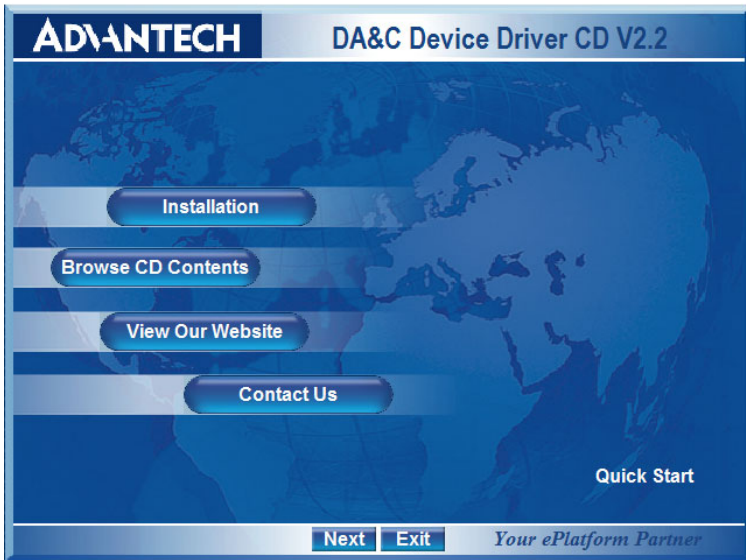 ADVANTECH DA&C Device Driver CD V2.2
Installation
Browse CD Contents
View Our Website
Contact Us
Quick Start
Next Exit Your ePlatform Partner